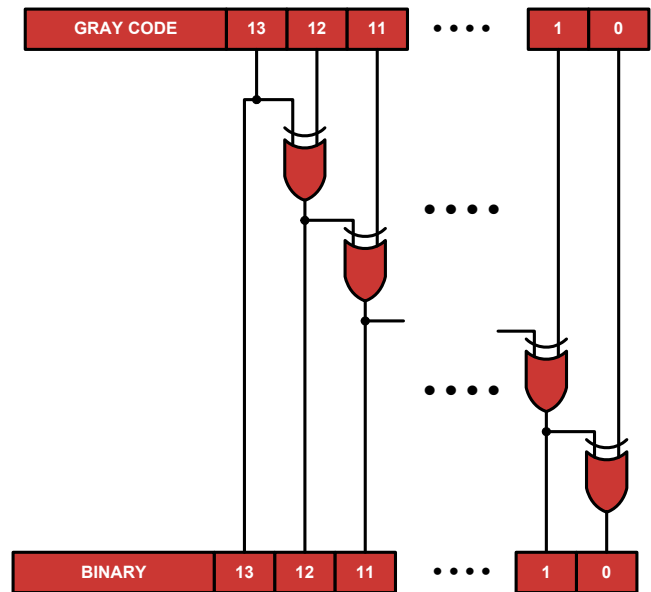 GRAY CODE 13 12 11 •••• 1 0
BINARY 13 12 11 •••• 1 0